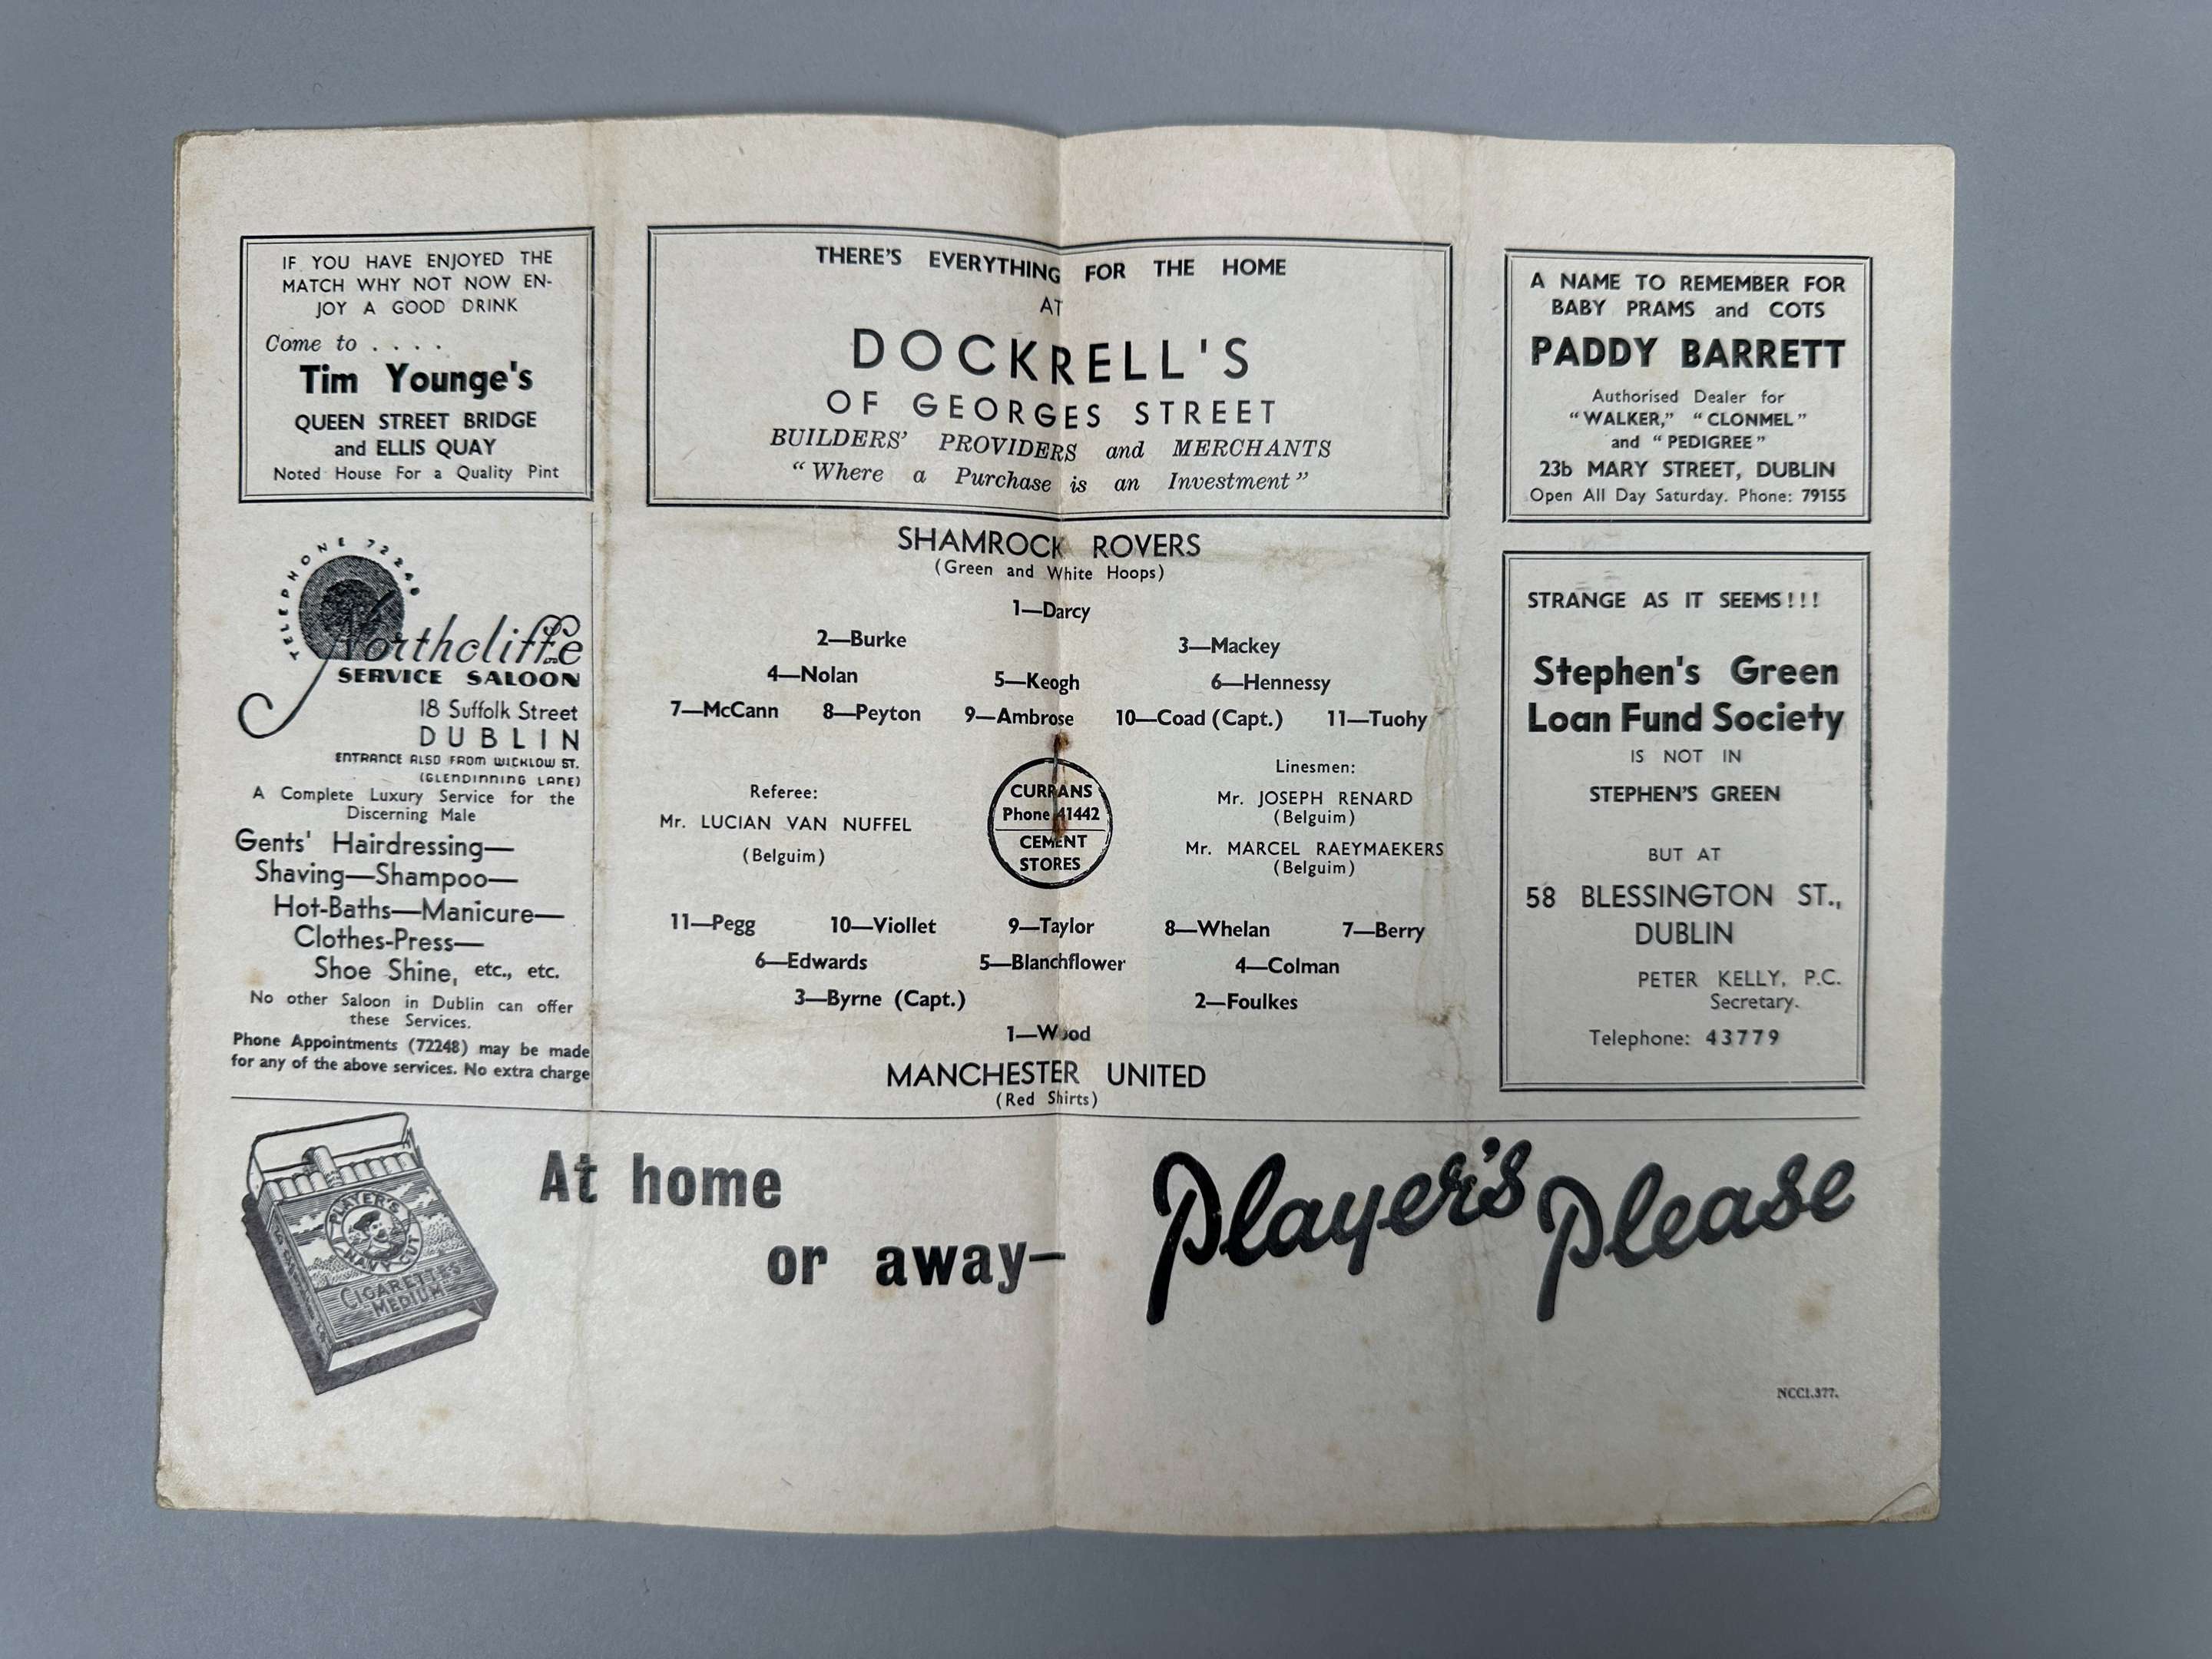 IF YOU HAVE ENJOYED THE
MATCH WHY NOT NOW EN-
JOY A GOOD DRINK
Come to . . . .
Tim Younge's
QUEEN STREET BRIDGE
and ELLIS QUAY
Noted House For a Quality Pint
TELEPHONE 72248
Northcliffe
SERVICE SALOON
18 Suffolk Street
DUBLIN
ENTRANCE ALSO FROM WICKLOW ST.
(GLENDINNING LANE)
A Complete Luxury Service for the
Discerning Male
Gents' Hairdressing—
Shaving—Shampoo—
Hot-Baths—Manicure—
Clothes-Press—
Shoe Shine, etc., etc.
No other Saloon in Dublin can offer
these Services.
Phone Appointments (72248) may be made
for any of the above services. No extra charge
THERE'S EVERYTHING FOR THE HOME
AT
DOCKRELL'S
OF GEORGES STREET
BUILDERS' PROVIDERS and MERCHANTS
"Where a Purchase is an Investment"
SHAMROCK ROVERS
(Green and White Hoops)
1—Darcy
2—Burke 3—Mackey
4—Nolan 5—Keogh 6—Hennessy
7—McCann 8—Peyton 9—Ambrose 10—Coad (Capt.) 11—Tuohy
Referee:
Mr. LUCIAN VAN NUFFEL
(Belguim)
CURRANS
Phone 41442
CEMENT
STORES
Linesmen:
Mr. JOSEPH RENARD
(Belguim)
Mr. MARCEL RAEYMAEKERS
(Belguim)
11—Pegg 10—Viollet 9—Taylor 8—Whelan 7—Berry
6—Edwards 5—Blanchflower 4—Colman
3—Byrne (Capt.) 2—Foulkes
1—Wood
MANCHESTER UNITED
(Red Shirts)
A NAME TO REMEMBER FOR
BABY PRAMS and COTS
PADDY BARRETT
Authorised Dealer for
"WALKER," "CLONMEL"
and "PEDIGREE"
23b MARY STREET, DUBLIN
Open All Day Saturday. Phone: 79155
STRANGE AS IT SEEMS!!!
Stephen's Green
Loan Fund Society
IS NOT IN
STEPHEN'S GREEN
BUT AT
58 BLESSINGTON ST.,
DUBLIN
PETER KELLY, P.C.
Secretary.
Telephone: 43779
PLAYER'S
NAVY CUT
CIGARETTES
MEDIUM
At home
or away—
Player's Please
NCC1.377.